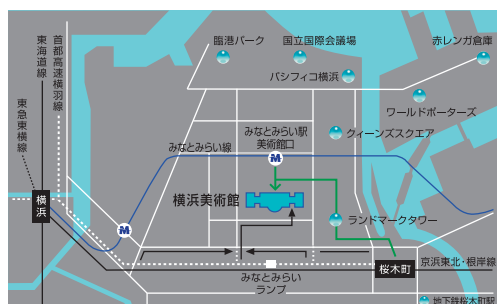 臨港パーク
国立国際会議場
赤レンガ倉庫
パシフィコ横浜
ワールドポーターズ
クィーンズスクエア
首都高速横羽線
東海道線
東急東横線
みなとみらい線
みなとみらい駅
美術館口
M
横浜美術館
横浜
M
ランドマークタワー
みなとみらい
ランプ
桜木町
京浜東北・根岸線
地下鉄桜木町駅